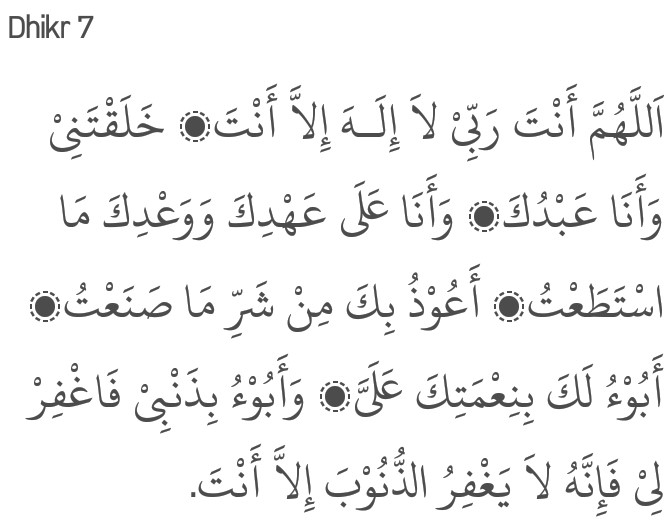 Dhikr 7
اَللَّهُمَّ أَنْتَ رَبِّيْ لاَ إِلَـهَ إِلاَّ أَنْتَ۝ خَلَقْتَنِيْ
وَأَنَا عَبْدُكَ۝ وَأَنَا عَلَى عَهْدِكَ وَوَعْدِكَ مَا
اسْتَطَعْتُ۝ أَعُوْذُ بِكَ مِنْ شَرِّ مَا صَنَعْتُ۝
أَبُوْءُ لَكَ بِنِعْمَتِكَ عَلَيَّ۝ وَأَبُوْءُ بِذَنْبِيْ فَاغْفِرْ
لِيْ فَإِنَّهُ لاَ يَغْفِرُ الذُّنُوْبَ إِلاَّ أَنْتَ.